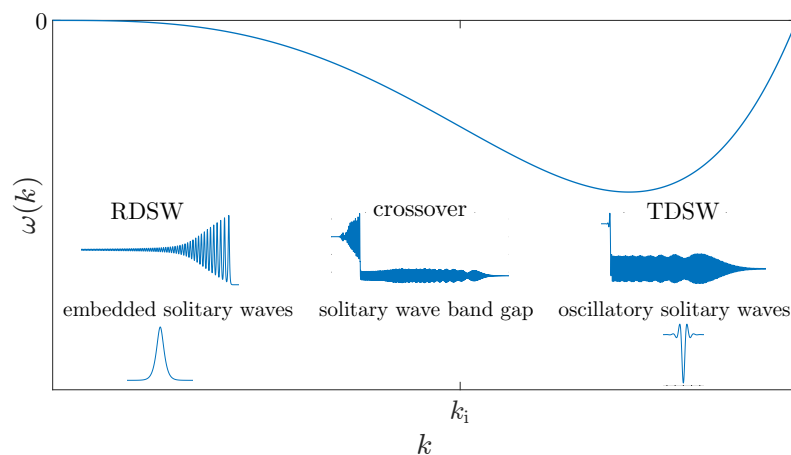 0
ω(k)
RDSW
crossover
TDSW
embedded solitary waves
solitary wave band gap
oscillatory solitary waves
k_i
k